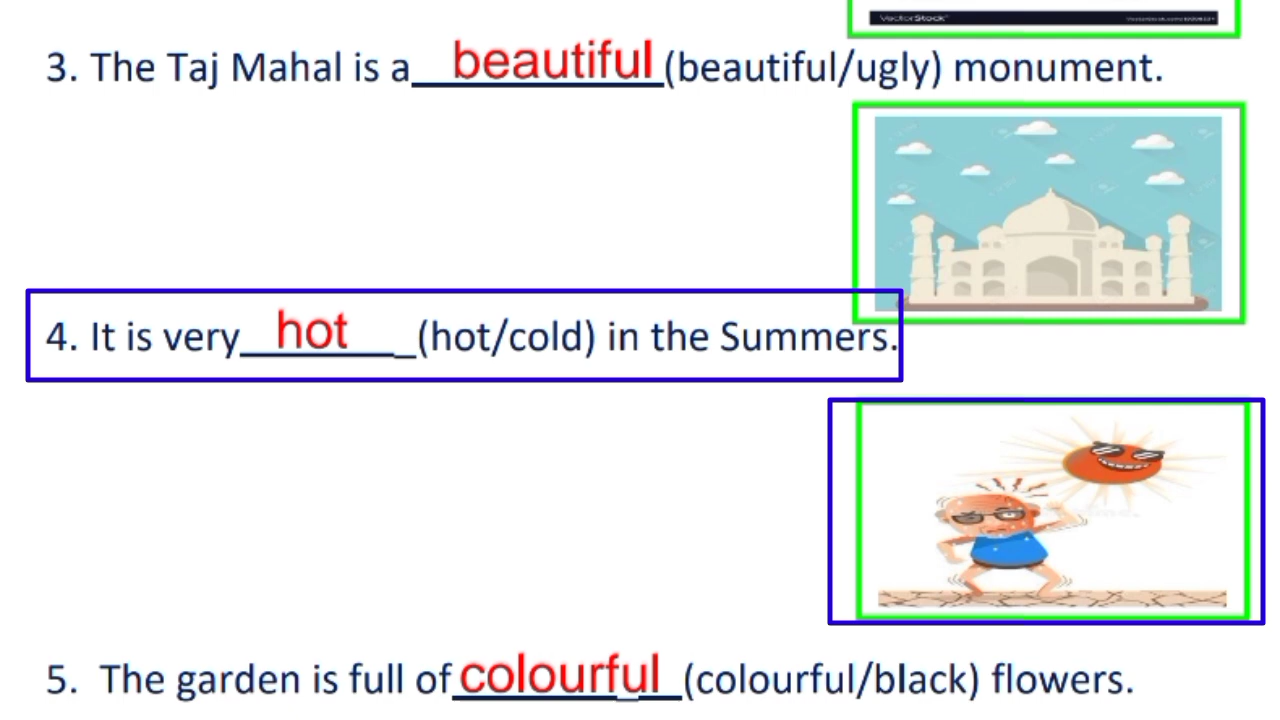 VectorStock
3. The Taj Mahal is a beautiful (beautiful/ugly) monument.
4. It is very hot (hot/cold) in the Summers.
5. The garden is full of colourful (colourful/black) flowers.